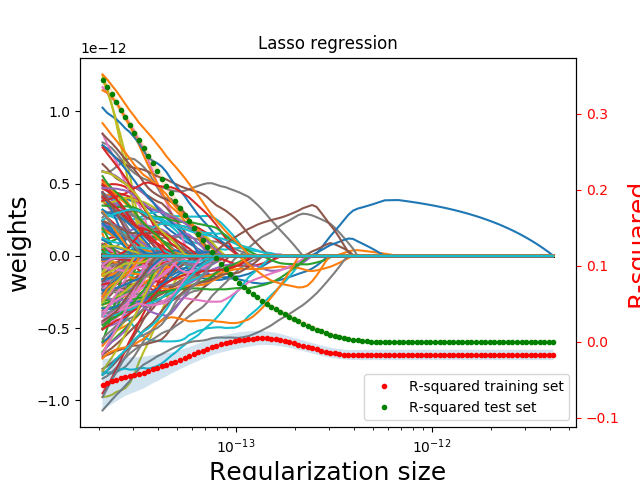 Lasso regression
1e−12
1.0
0.5
0.0
−0.5
−1.0
weights
0.3
0.2
0.1
0.0
−0.1
R-squared
R-squared training set
R-squared test set
10⁻¹³
10⁻¹²
Regularization size